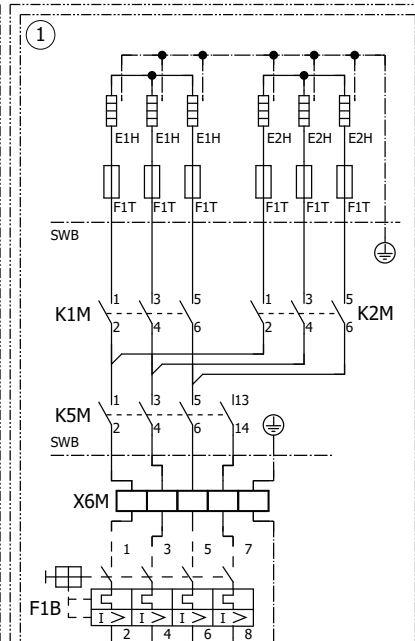 1
E1H E1H E1H E2H E2H E2H
F1T F1T F1T F1T F1T F1T
SWB
1 3 5 1 3 5
K1M K2M
2 4 6 2 4 6
1 3 5 13
K5M
2 4 6 14
SWB
X6M
1 3 5 7
F1B
I > I > I > I >
2 4 6 8